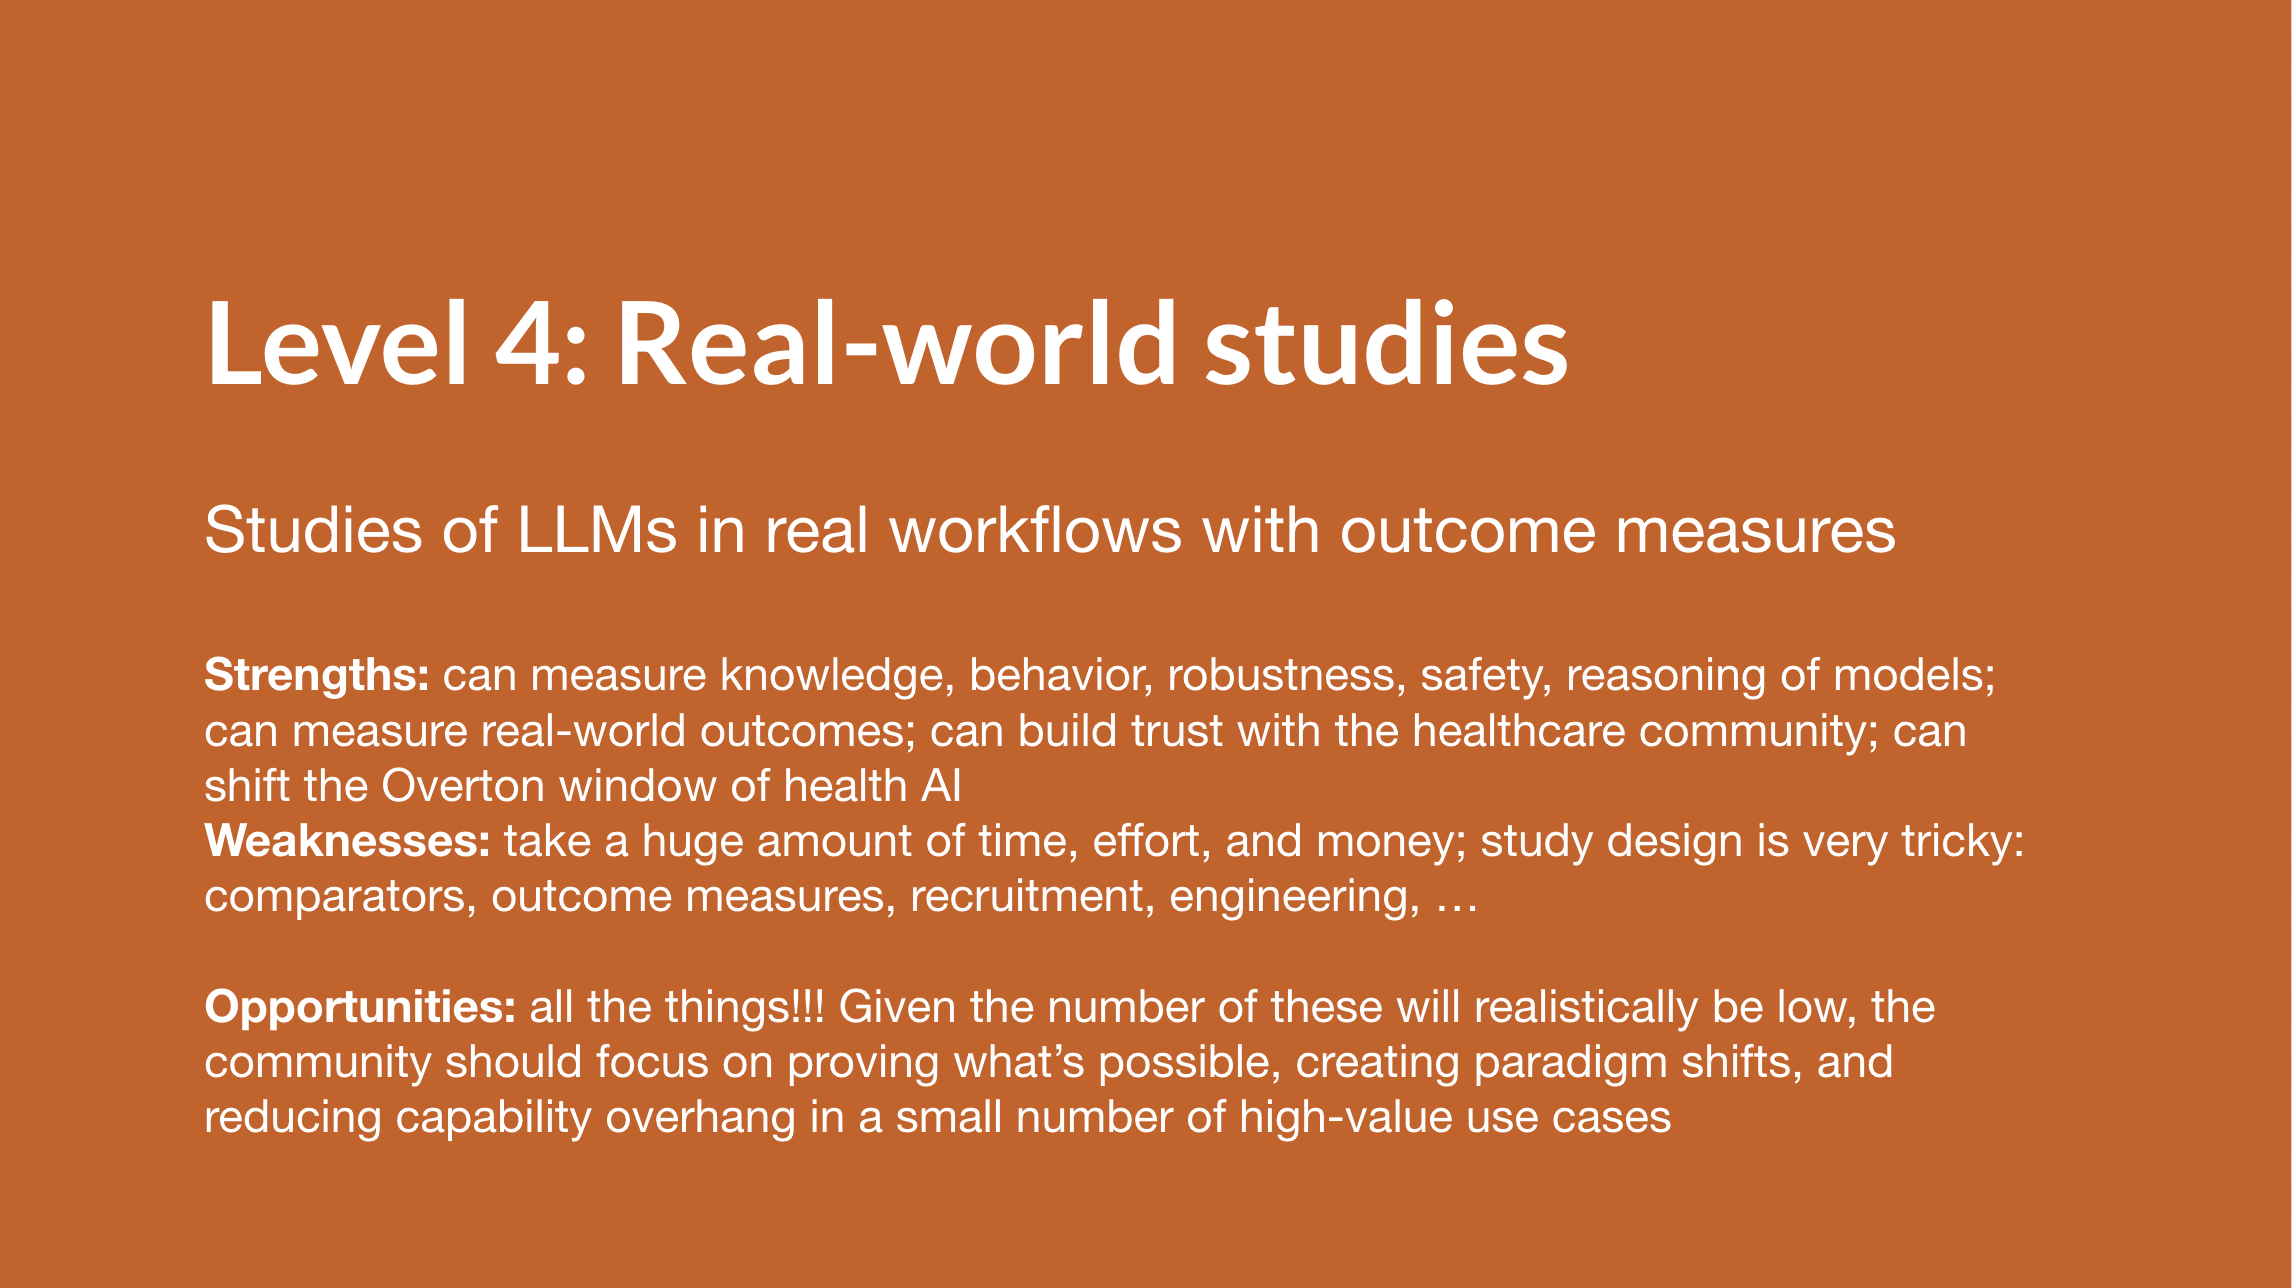 Level 4: Real-world studies
Studies of LLMs in real workflows with outcome measures
Strengths: can measure knowledge, behavior, robustness, safety, reasoning of models;
can measure real-world outcomes; can build trust with the healthcare community; can
shift the Overton window of health AI
Weaknesses: take a huge amount of time, effort, and money; study design is very tricky:
comparators, outcome measures, recruitment, engineering, …
Opportunities: all the things!!! Given the number of these will realistically be low, the
community should focus on proving what’s possible, creating paradigm shifts, and
reducing capability overhang in a small number of high-value use cases